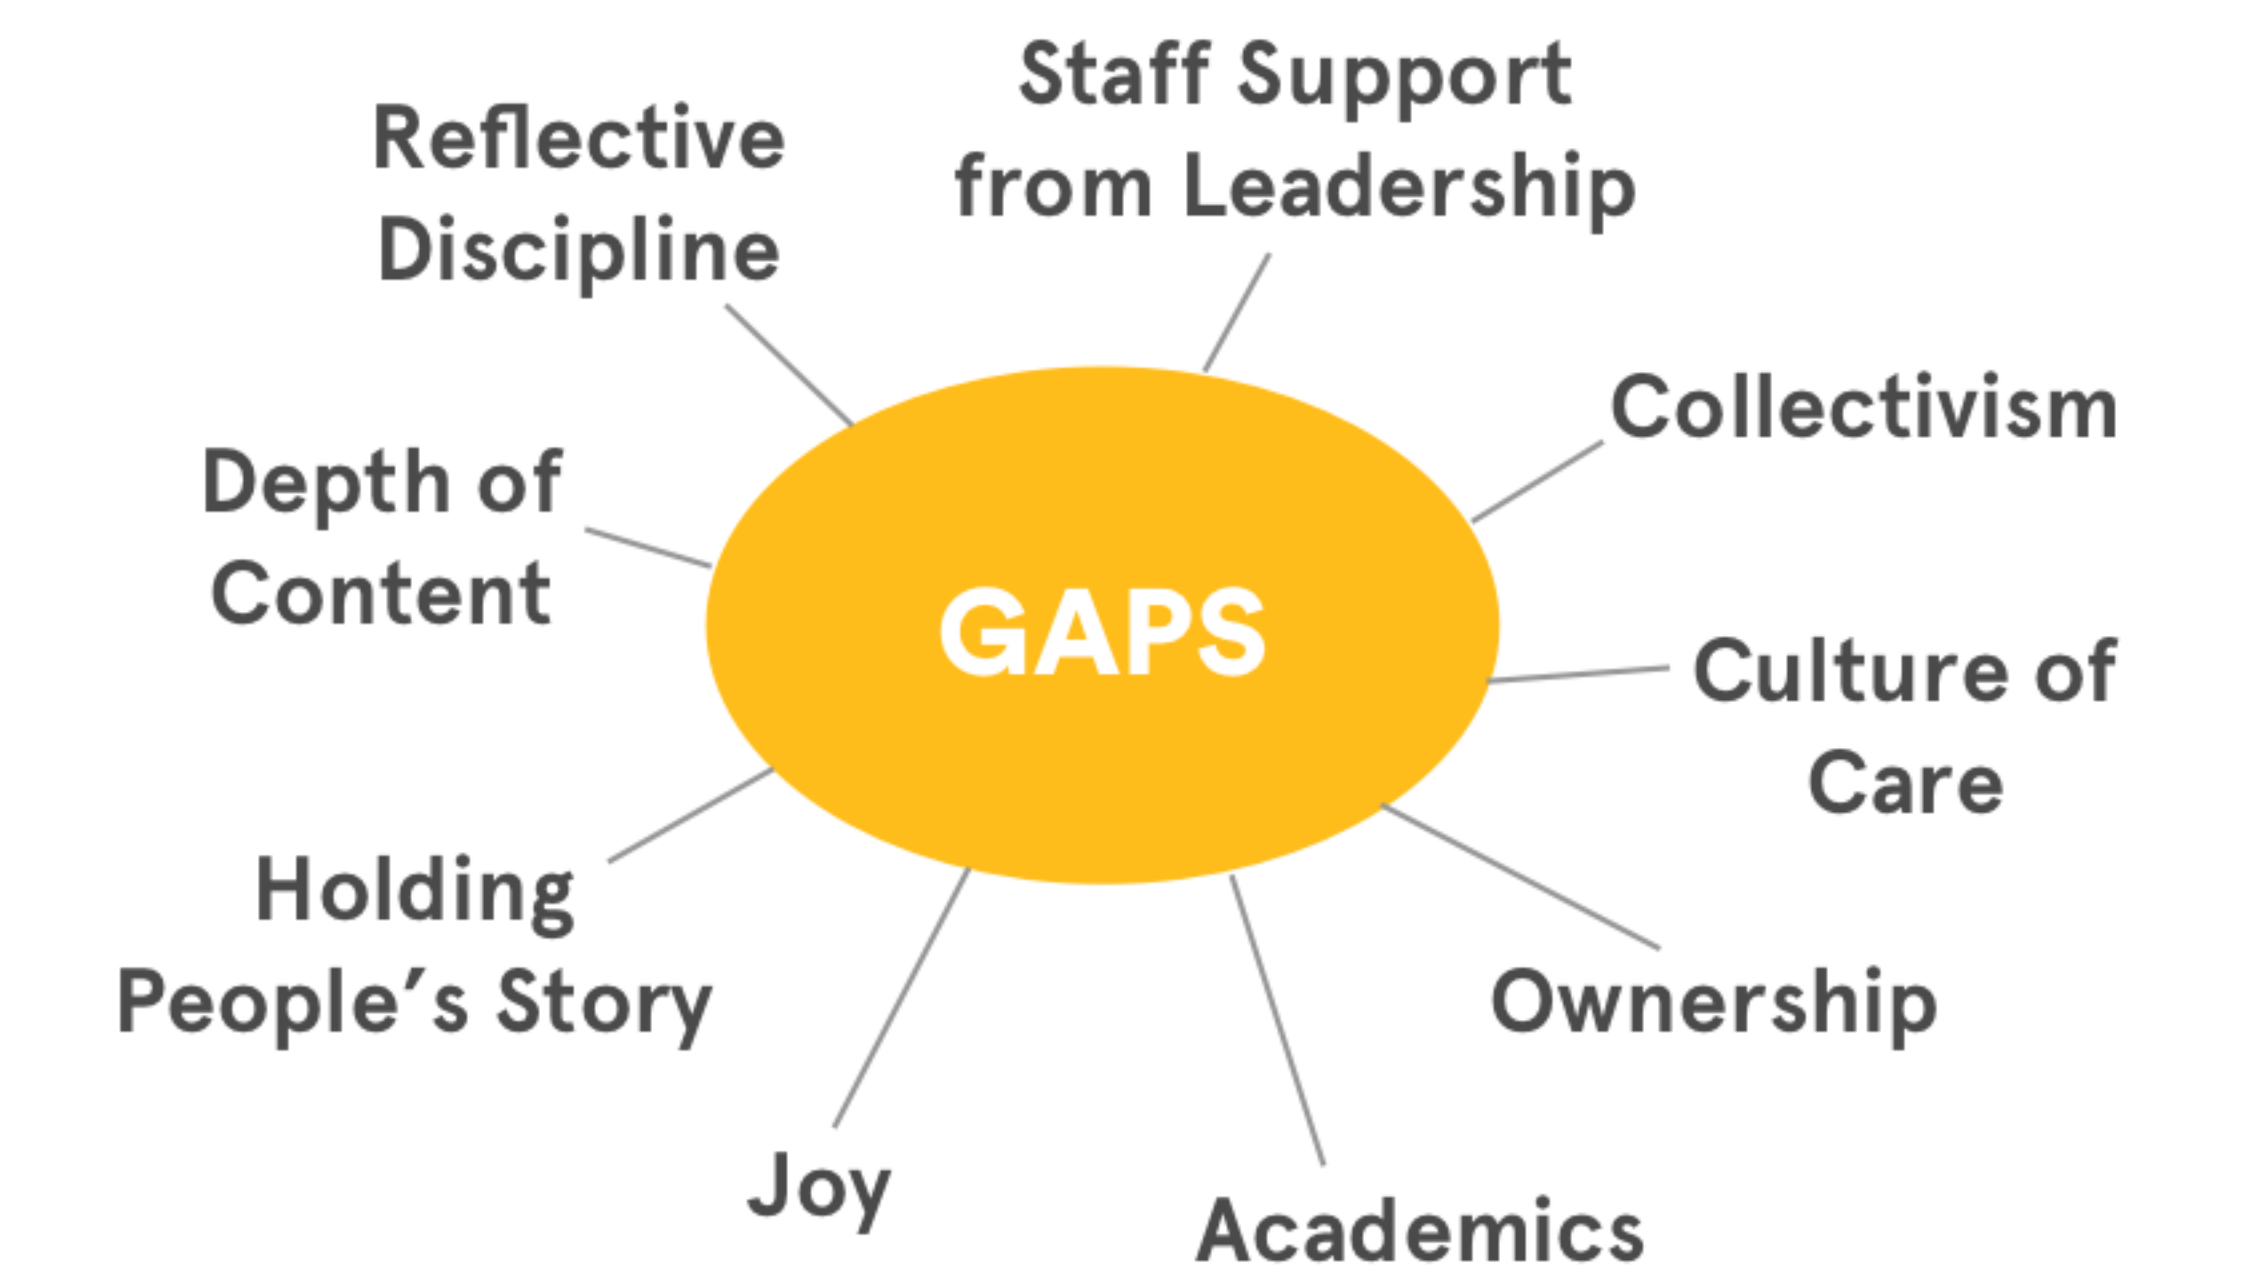 Staff Support
from Leadership
Reflective
Discipline
Collectivism
Depth of
Content
GAPS
Culture of
Care
Holding
People’s Story
Ownership
Joy
Academics